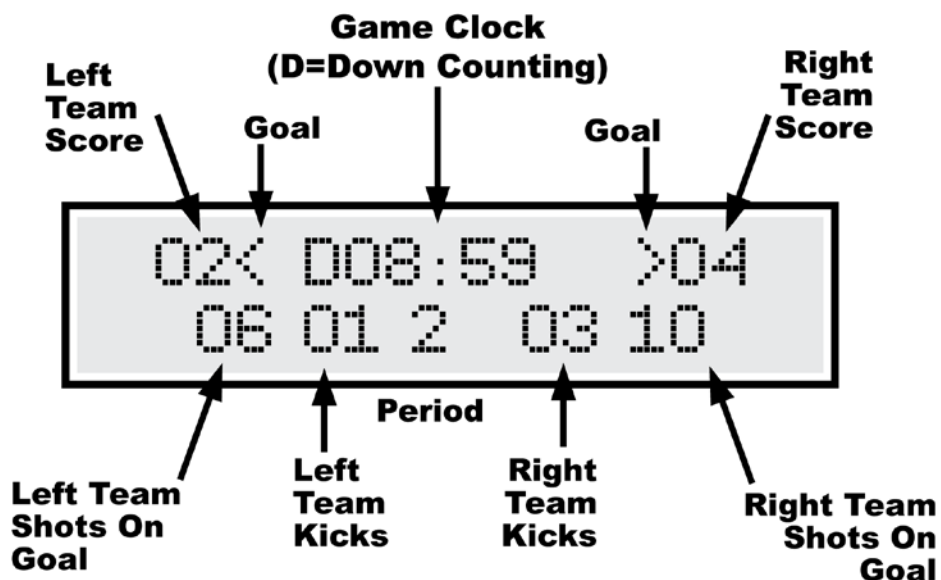 Game Clock
(D=Down Counting)
Left
Team
Score
Goal
Goal
Right
Team
Score
02< D08:59 >04
06 01 2 03 10
Period
Left Team
Shots On
Goal
Left
Team
Kicks
Right
Team
Kicks
Right Team
Shots On
Goal